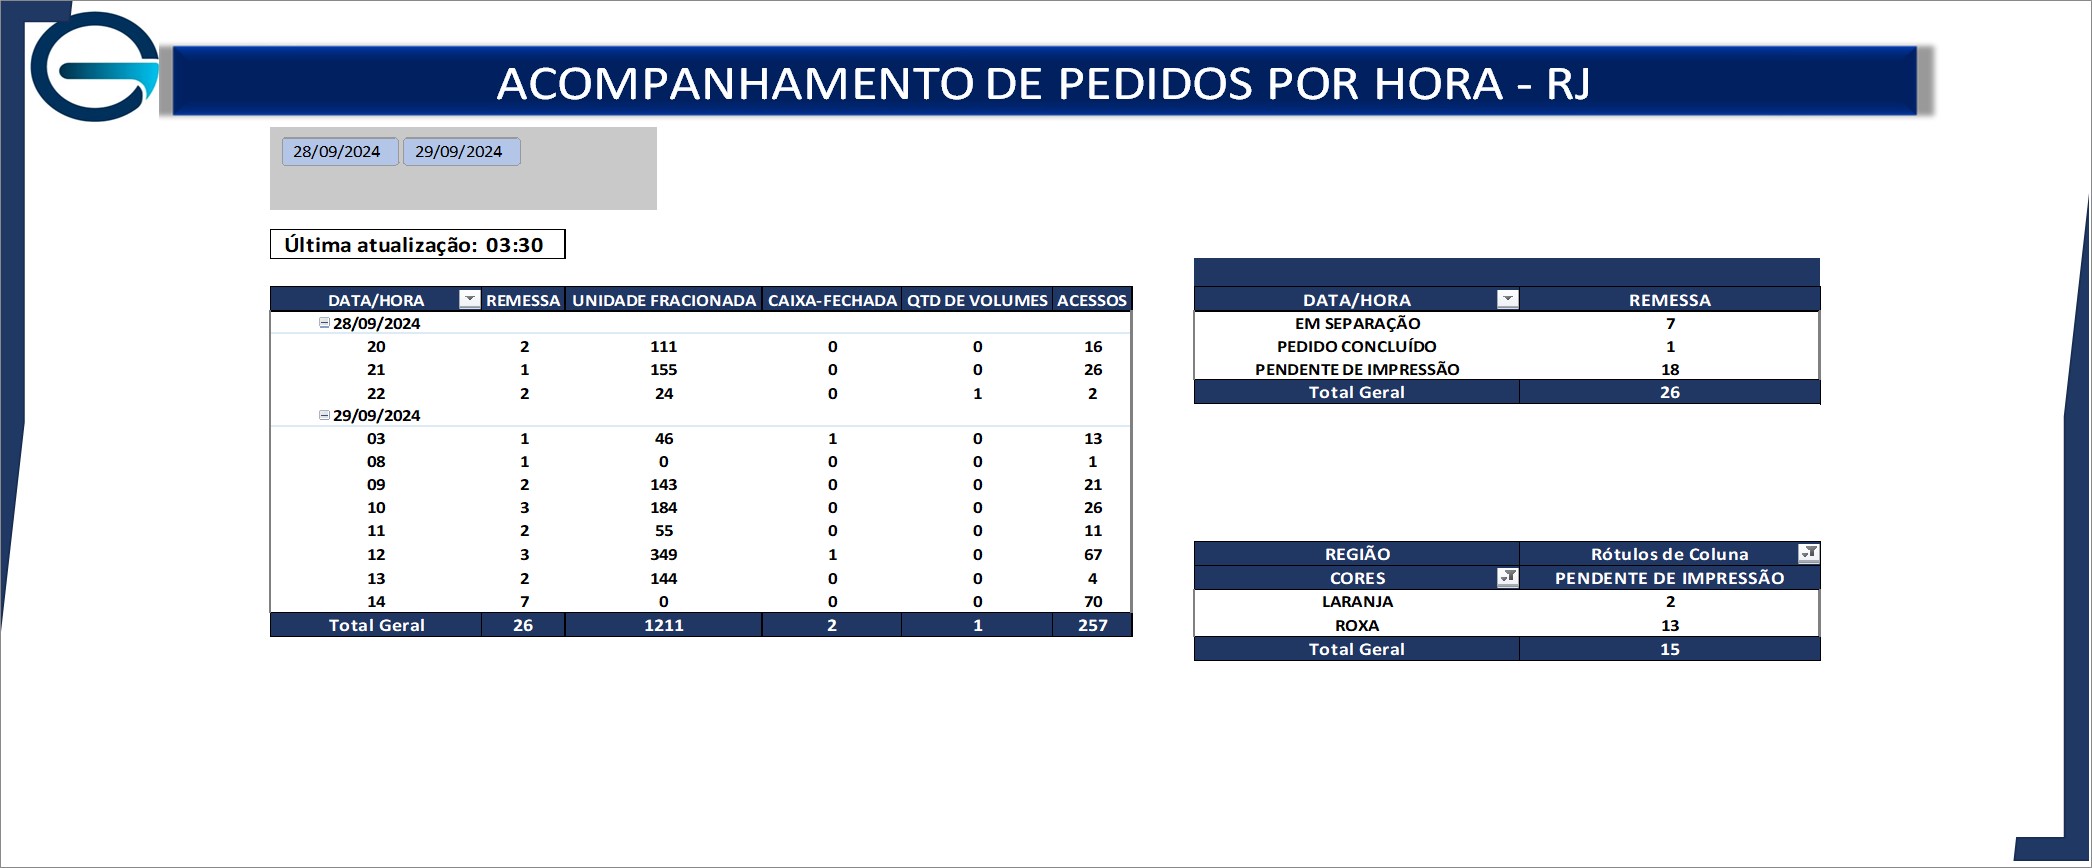 ACOMPANHAMENTO DE PEDIDOS POR HORA - RJ
28/09/2024 29/09/2024
Última atualização: 03:30
DATA/HORA REMESSA UNIDADE FRACIONADA CAIXA-FECHADA QTD DE VOLUMES ACESSOS
28/09/2024
20 2 111 0 0 16
21 1 155 0 0 26
22 2 24 0 1 2
29/09/2024
03 1 46 1 0 13
08 1 0 0 0 1
09 2 143 0 0 21
10 3 184 0 0 26
11 2 55 0 0 11
12 3 349 1 0 67
13 2 144 0 0 4
14 7 0 0 0 70
Total Geral 26 1211 2 1 257
DATA/HORA REMESSA
EM SEPARAÇÃO 7
PEDIDO CONCLUÍDO 1
PENDENTE DE IMPRESSÃO 18
Total Geral 26
REGIÃO Rótulos de Coluna
CORES PENDENTE DE IMPRESSÃO
LARANJA 2
ROXA 13
Total Geral 15